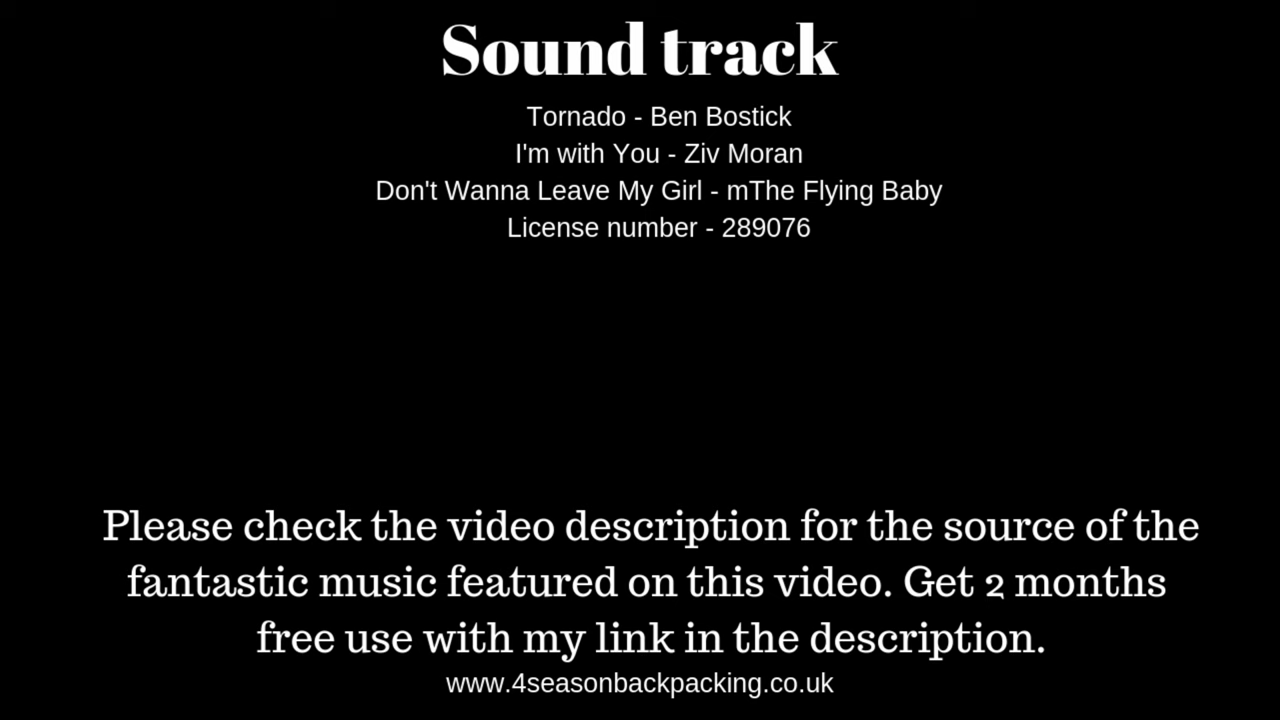 Sound track
Tornado - Ben Bostick
I'm with You - Ziv Moran
Don't Wanna Leave My Girl - mThe Flying Baby
License number - 289076
Please check the video description for the source of the
fantastic music featured on this video. Get 2 months
free use with my link in the description.
www.4seasonbackpacking.co.uk